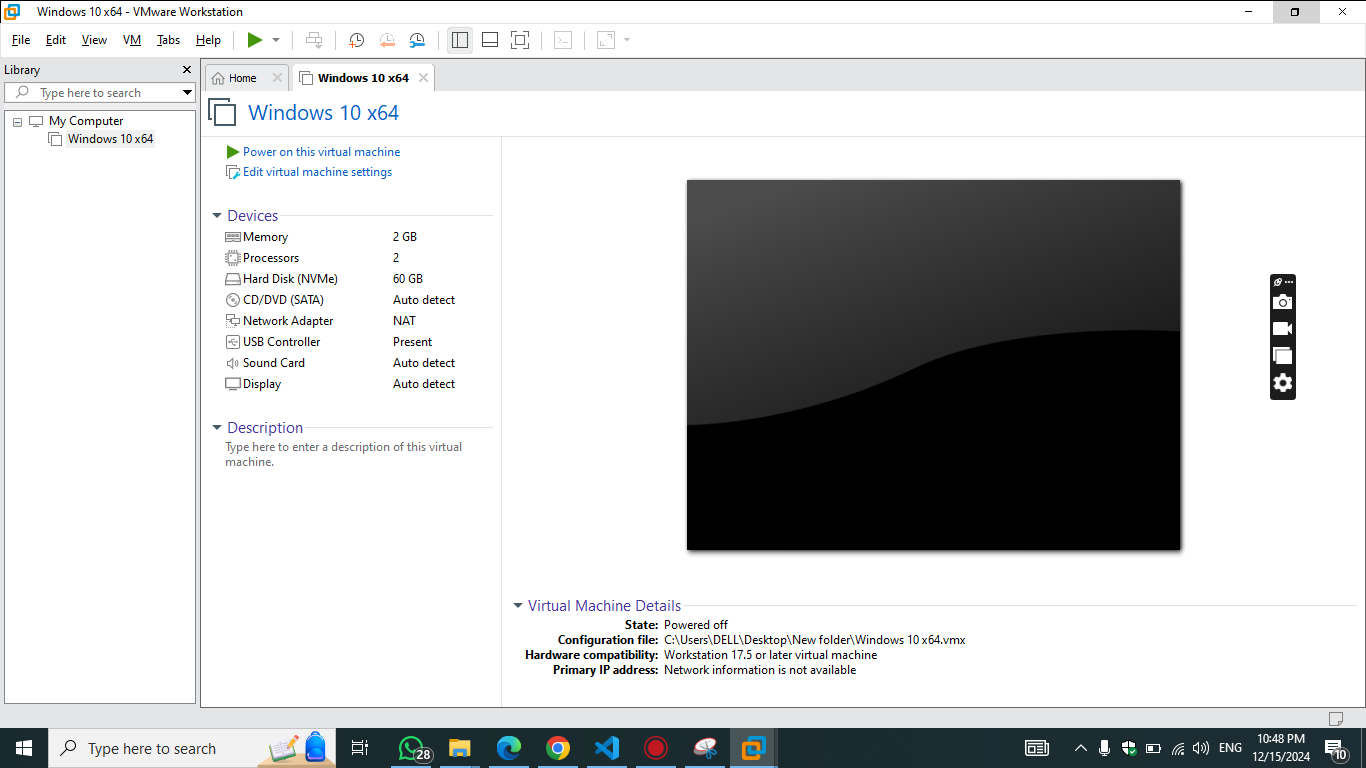 Windows 10 x64 - VMware Workstation
File Edit View VM Tabs Help
Library
Type here to search
My Computer
Windows 10 x64
Home
Windows 10 x64
Windows 10 x64
Power on this virtual machine
Edit virtual machine settings
Devices
Memory 2 GB
Processors 2
Hard Disk (NVMe) 60 GB
CD/DVD (SATA) Auto detect
Network Adapter NAT
USB Controller Present
Sound Card Auto detect
Display Auto detect
Description
Type here to enter a description of this virtual
machine.
Virtual Machine Details
State: Powered off
Configuration file: C:\Users\DELL\Desktop\New folder\Windows 10 x64.vmx
Hardware compatibility: Workstation 17.5 or later virtual machine
Primary IP address: Network information is not available
Type here to search
28
ENG
10:48 PM
12/15/2024
10